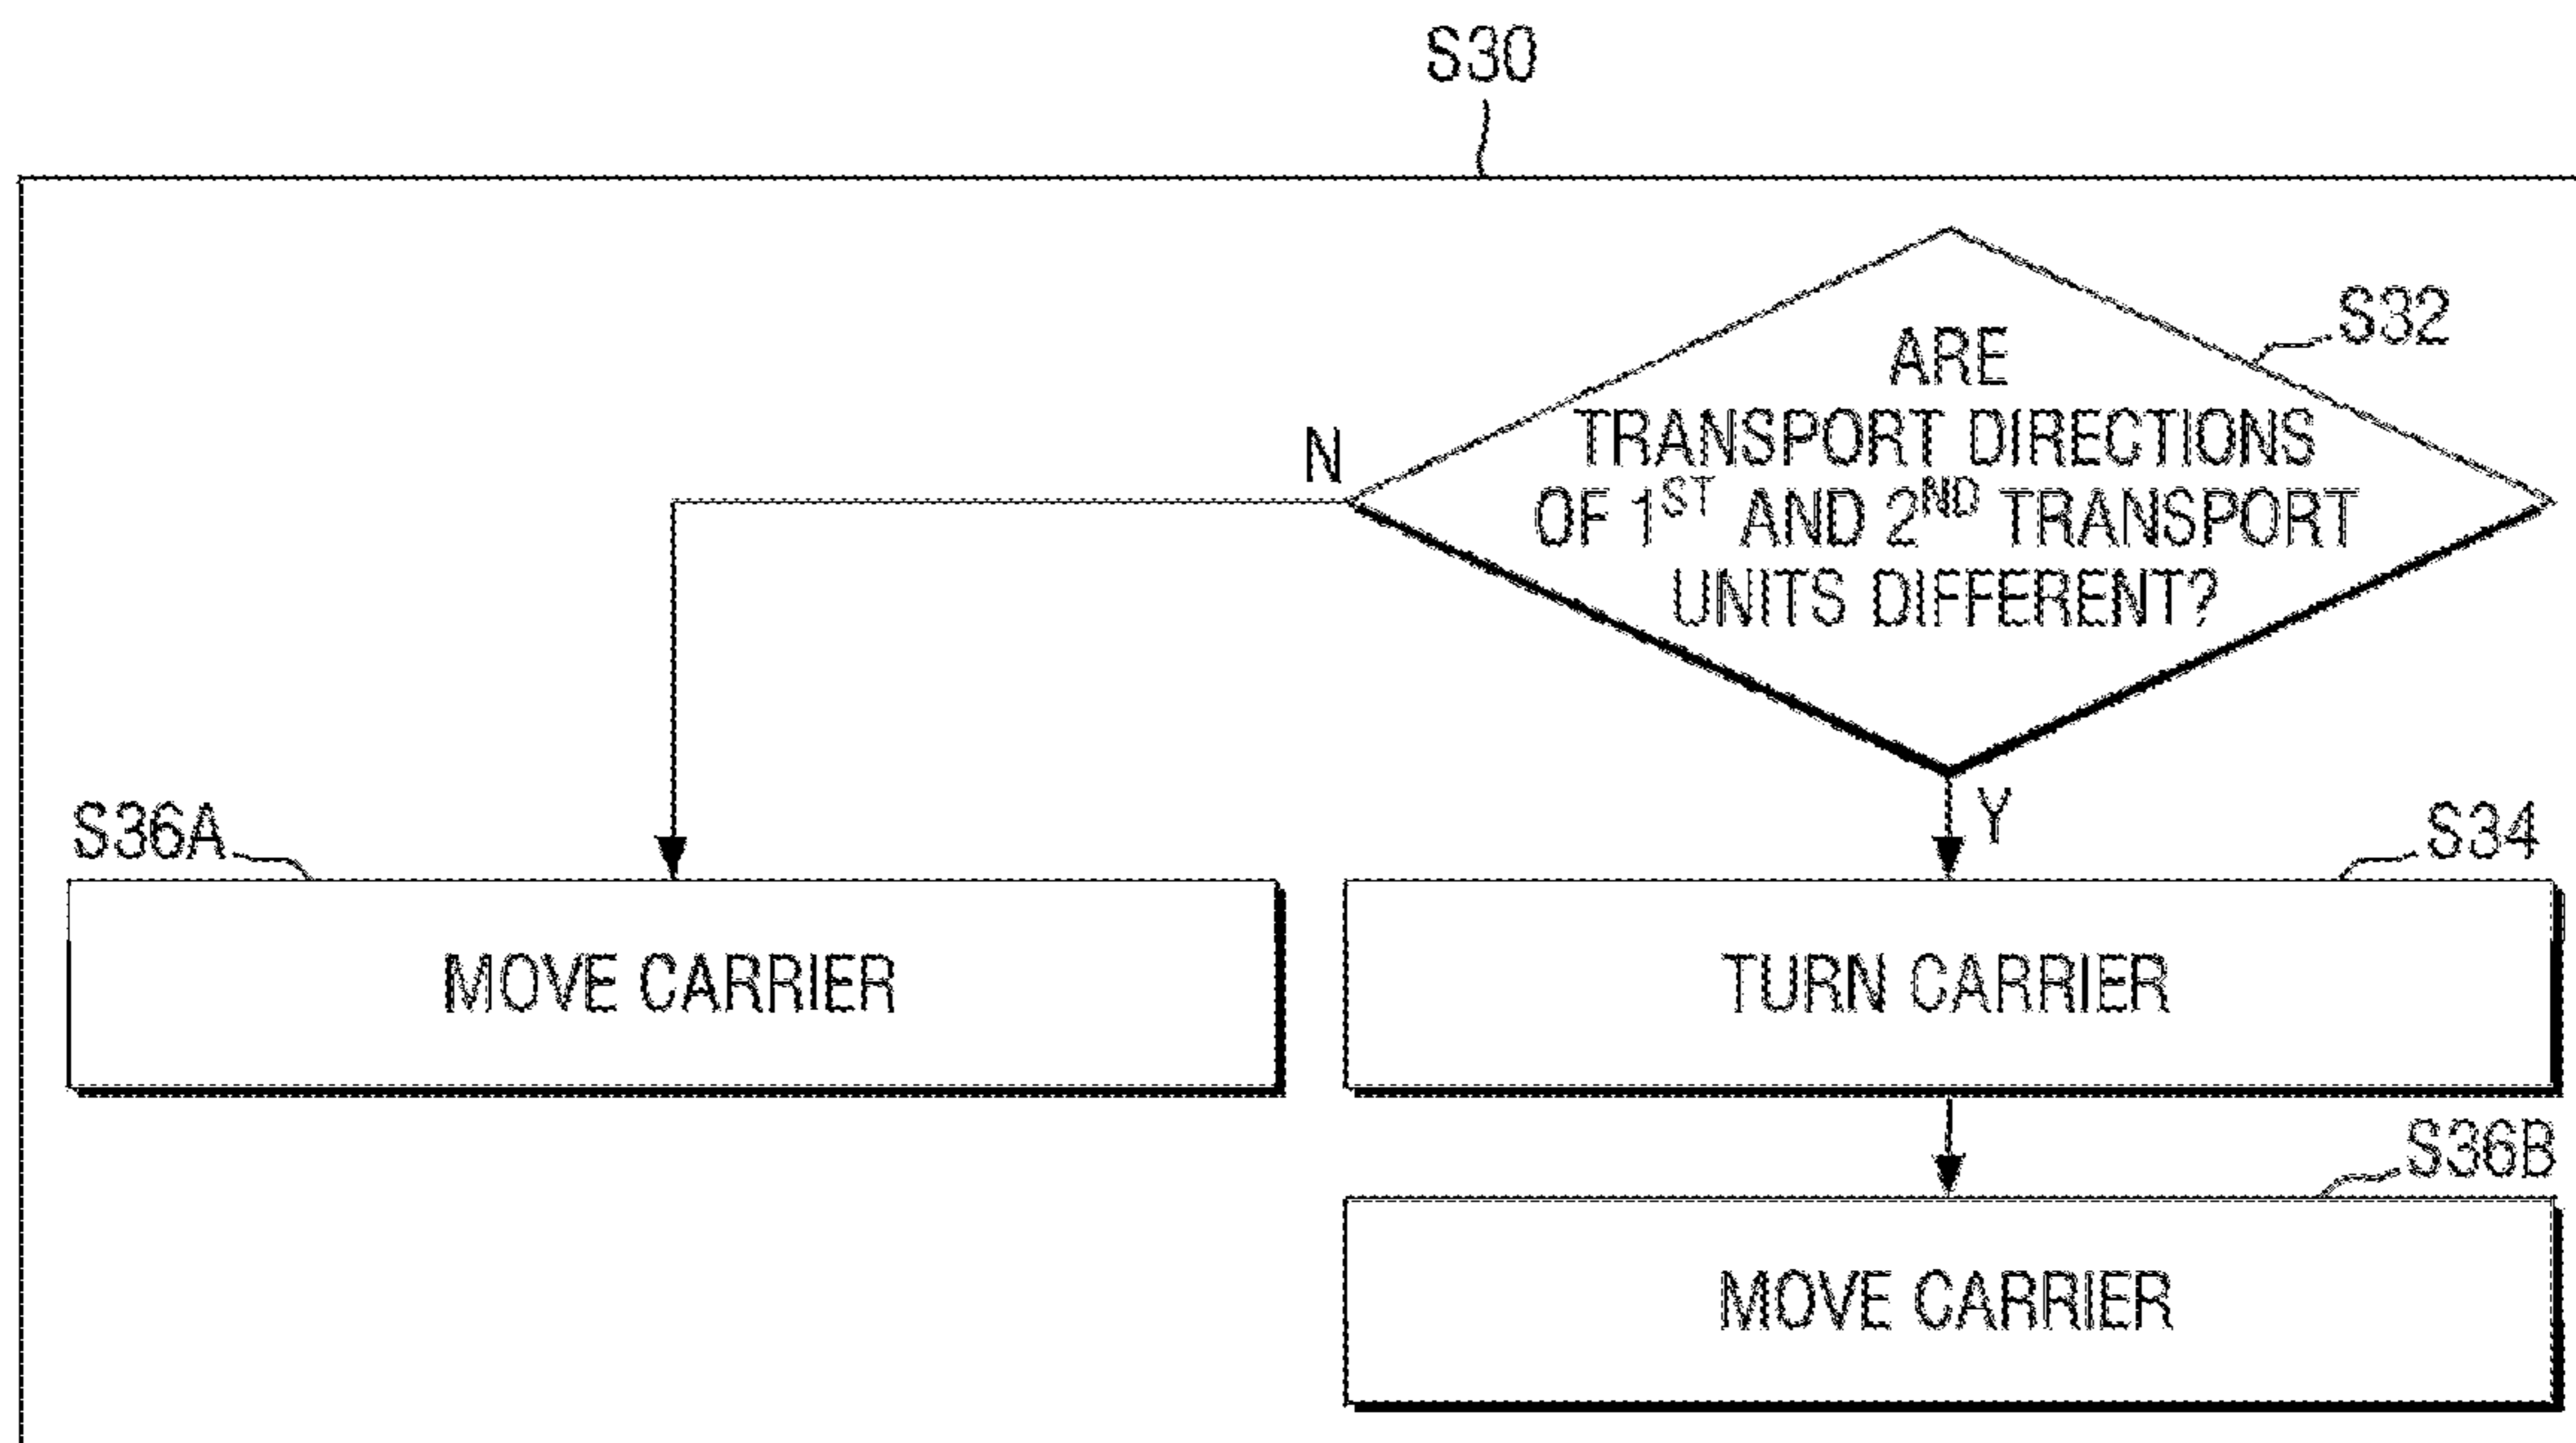 S30
S32
ARE
TRANSPORT DIRECTIONS
OF 1ST AND 2ND TRANSPORT
UNITS DIFFERENT?
N
Y
S36A
MOVE CARRIER
S34
TURN CARRIER
S36B
MOVE CARRIER